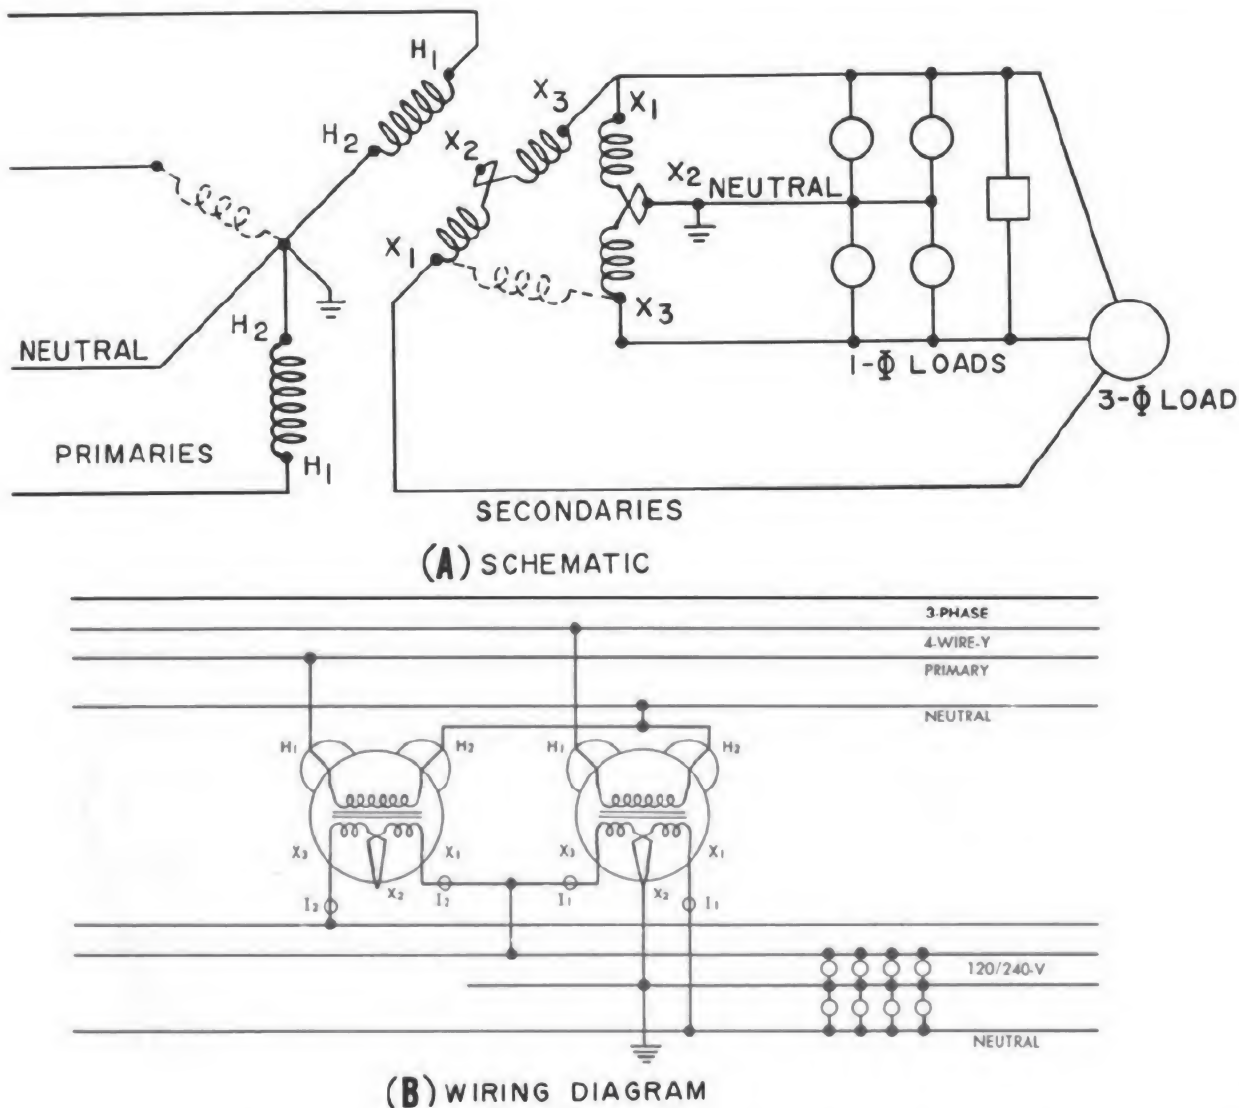 H1
H2
X3
X2
X1
X1
X2
NEUTRAL
X3
H2
NEUTRAL
H1
PRIMARIES
1-Φ LOADS
3-Φ LOAD
SECONDARIES
(A) SCHEMATIC
3-PHASE
4-WIRE-Y
PRIMARY
NEUTRAL
H1
H2
H1
H2
X3
X1
X3
X1
X2
X2
I2
I2
I1
I1
120/240-V
NEUTRAL
(B) WIRING DIAGRAM